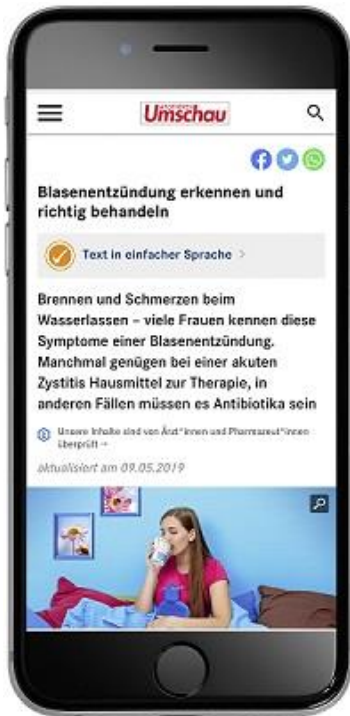 Umschau
Blasenentzündung erkennen und
richtig behandeln
Text in einfacher Sprache >
Brennen und Schmerzen beim
Wasserlassen – viele Frauen kennen diese
Symptome einer Blasenentzündung.
Manchmal genügen bei einer akuten
Zystitis Hausmittel zur Therapie, in
anderen Fällen müssen es Antibiotika sein
Unsere Inhalte sind von Ärzt*innen und Pharmazeut*innen
überprüft →
aktualisiert am 09.05.2019